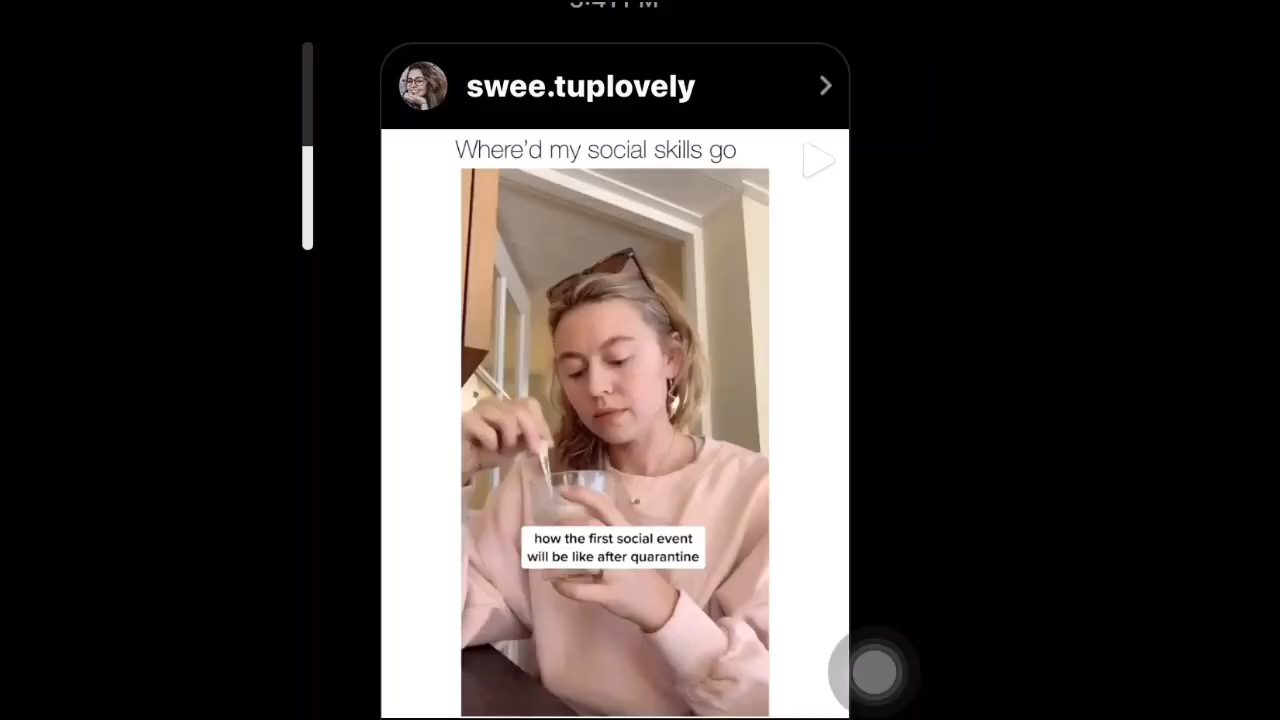 swee.tuplovely
Where'd my social skills go
how the first social event
will be like after quarantine